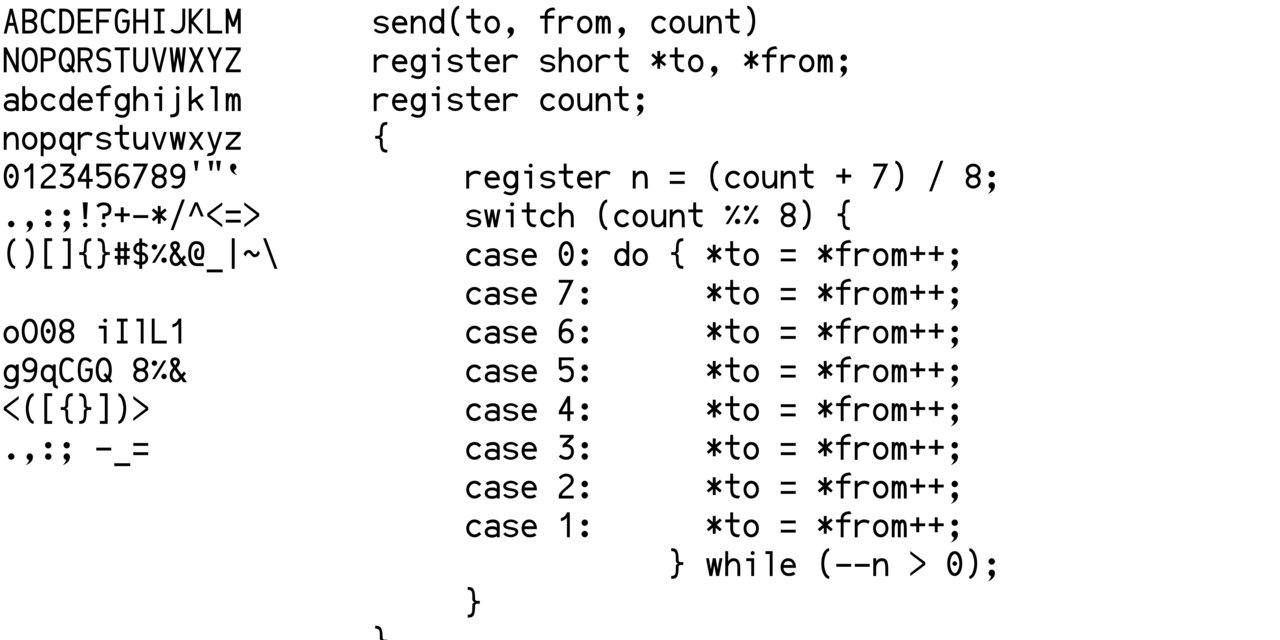 ABCDEFGHIJKLM
NOPQRSTUVWXYZ
abcdefghijklm
nopqrstuvwxyz
0123456789'"`
.,:;!?+-*/^<=>
()[]{}#$%&@_|~\
oO08 iIlL1
g9qCGQ 8%&
<([{}])>
.,:; -_=
send(to, from, count)
register short *to, *from;
register count;
{
    register n = (count + 7) / 8;
    switch (count %% 8) {
    case 0: do { *to = *from++;
    case 7:      *to = *from++;
    case 6:      *to = *from++;
    case 5:      *to = *from++;
    case 4:      *to = *from++;
    case 3:      *to = *from++;
    case 2:      *to = *from++;
    case 1:      *to = *from++;
               } while (--n > 0);
    }
}